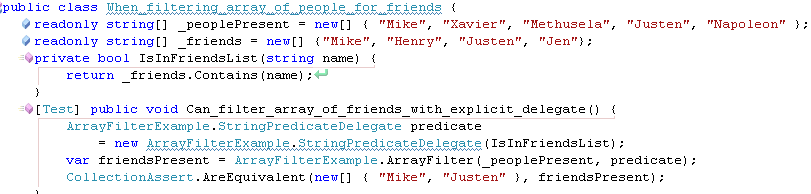 public class When_filtering_array_of_people_for_friends {
readonly string[] _peoplePresent = new[] { "Mike", "Xavier", "Methusela", "Justen", "Napoleon" };
readonly string[] _friends = new[] {"Mike", "Henry", "Justen", "Jen"};
private bool IsInFriendsList(string name) {
return _friends.Contains(name);
}
[Test] public void Can_filter_array_of_friends_with_explicit_delegate() {
ArrayFilterExample.StringPredicateDelegate predicate
= new ArrayFilterExample.StringPredicateDelegate(IsInFriendsList);
var friendsPresent = ArrayFilterExample.ArrayFilter(_peoplePresent, predicate);
CollectionAssert.AreEquivalent(new[] { "Mike", "Justen" }, friendsPresent);
}